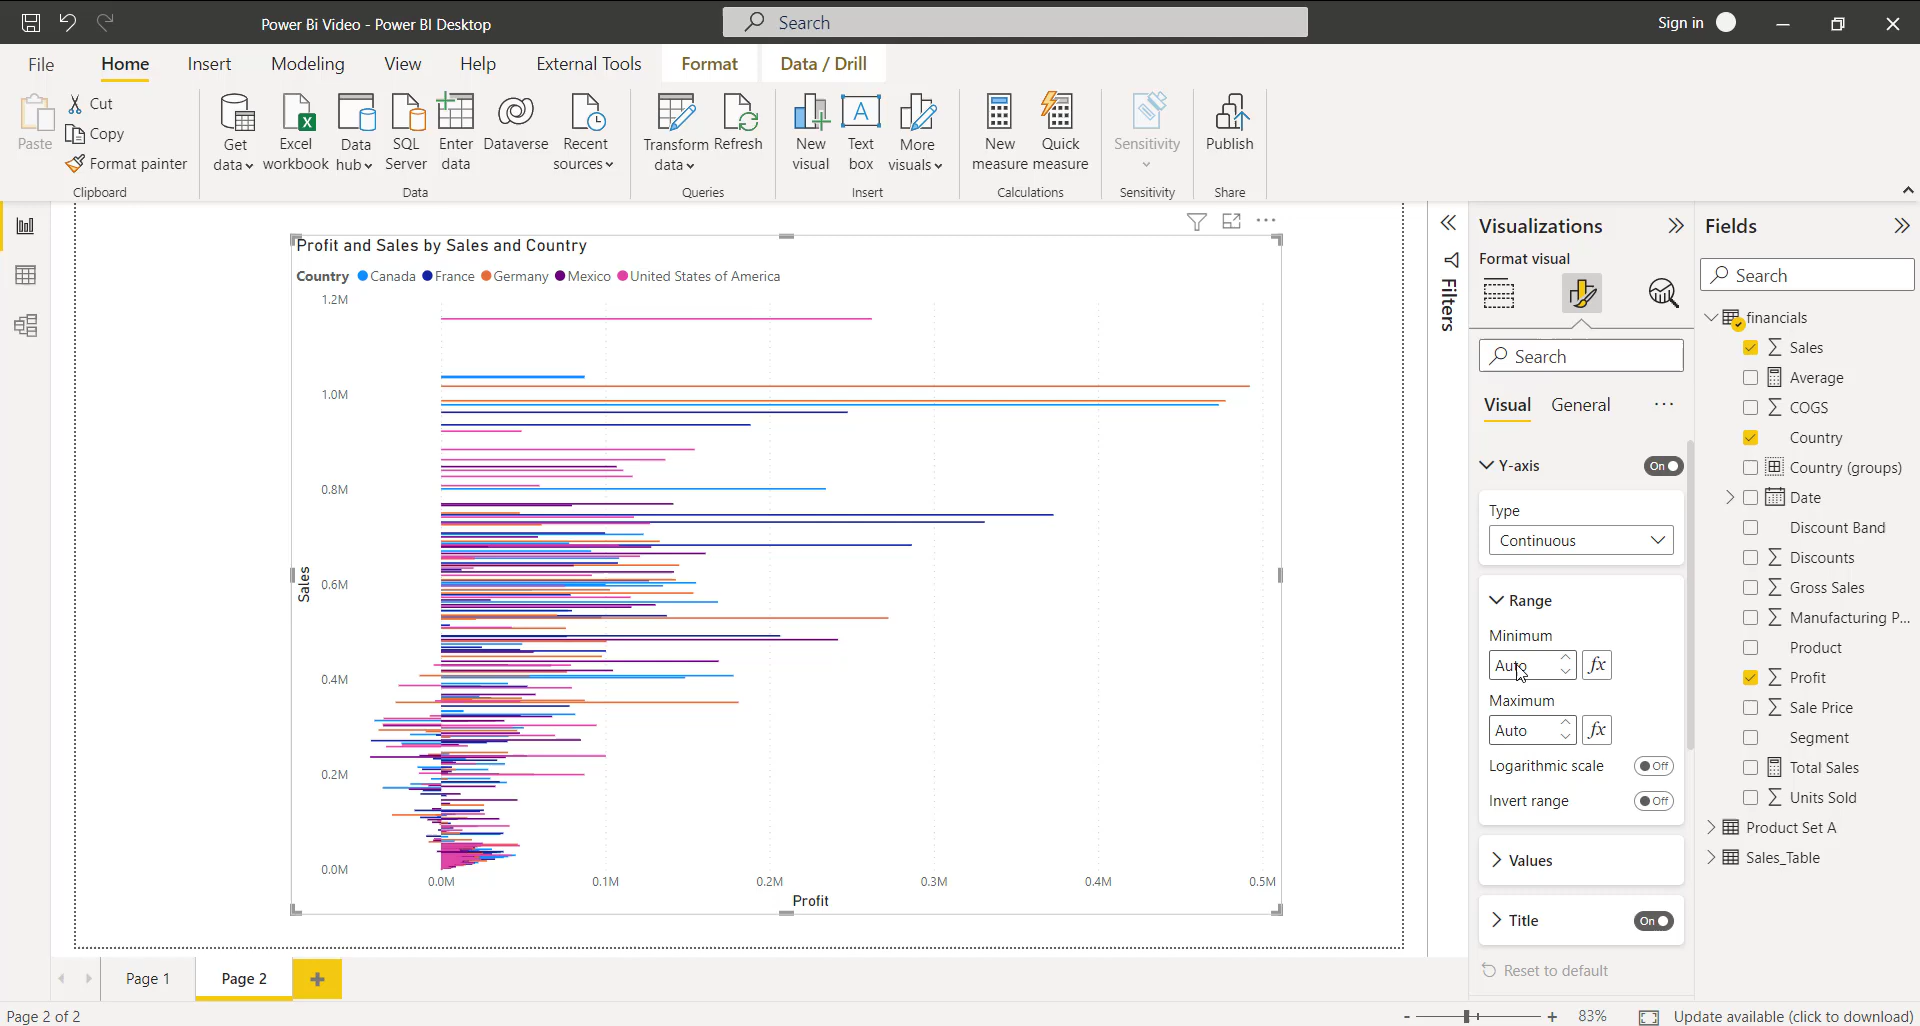 Power Bi Video - Power BI Desktop
Search
Sign in
File
Home
Insert
Modeling
View
Help
External Tools
Format
Data / Drill
Paste
Cut
Copy
Format painter
Clipboard
Get data
Excel workbook
Data hub
SQL Server
Enter data
Dataverse
Recent sources
Data
Transform data
Refresh
Queries
New visual
Text box
More visuals
Insert
New measure
Quick measure
Calculations
Sensitivity
Sensitivity
Publish
Share
Profit and Sales by Sales and Country
Country Canada France Germany Mexico United States of America
1.2M
1.0M
0.8M
0.6M
0.4M
0.2M
0.0M
Sales
0.0M 0.1M 0.2M 0.3M 0.4M 0.5M
Profit
Filters
Visualizations
Format visual
Search
Visual General
Y-axis On
Type
Continuous
Range
Minimum
Auto fx
Maximum
Auto fx
Logarithmic scale Off
Invert range Off
Values
Title On
Reset to default
Fields
Search
financials
Sales
Average
COGS
Country
Country (groups)
Date
Discount Band
Discounts
Gross Sales
Manufacturing P...
Product
Profit
Sale Price
Segment
Total Sales
Units Sold
Product Set A
Sales_Table
Page 1
Page 2
Page 2 of 2
- + 83%
Update available (click to download)